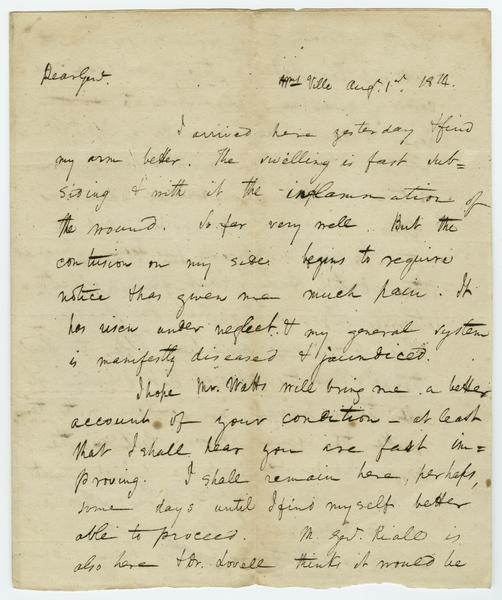 Dear Genl. Wms Ville Augt. 1st. 1814.
I arrived here yesterday & find
my arm better. The swelling is fast sub=
siding & with it the inflammation of
the wound. So far very well. But the
contusion on my side begins to require
notice & has given me much pain. It
has risen under neglect & my general system
is manifestly diseased & jaundiced.
I hope Mr. Watts will bring me a better
account of your condition – at least
that I shall hear you are fast im=
proving. I shall remain here, perhaps,
some days until I find myself better
able to proceed. M. Genl. Riall is
also here & Dr. Lovell thinks it would be